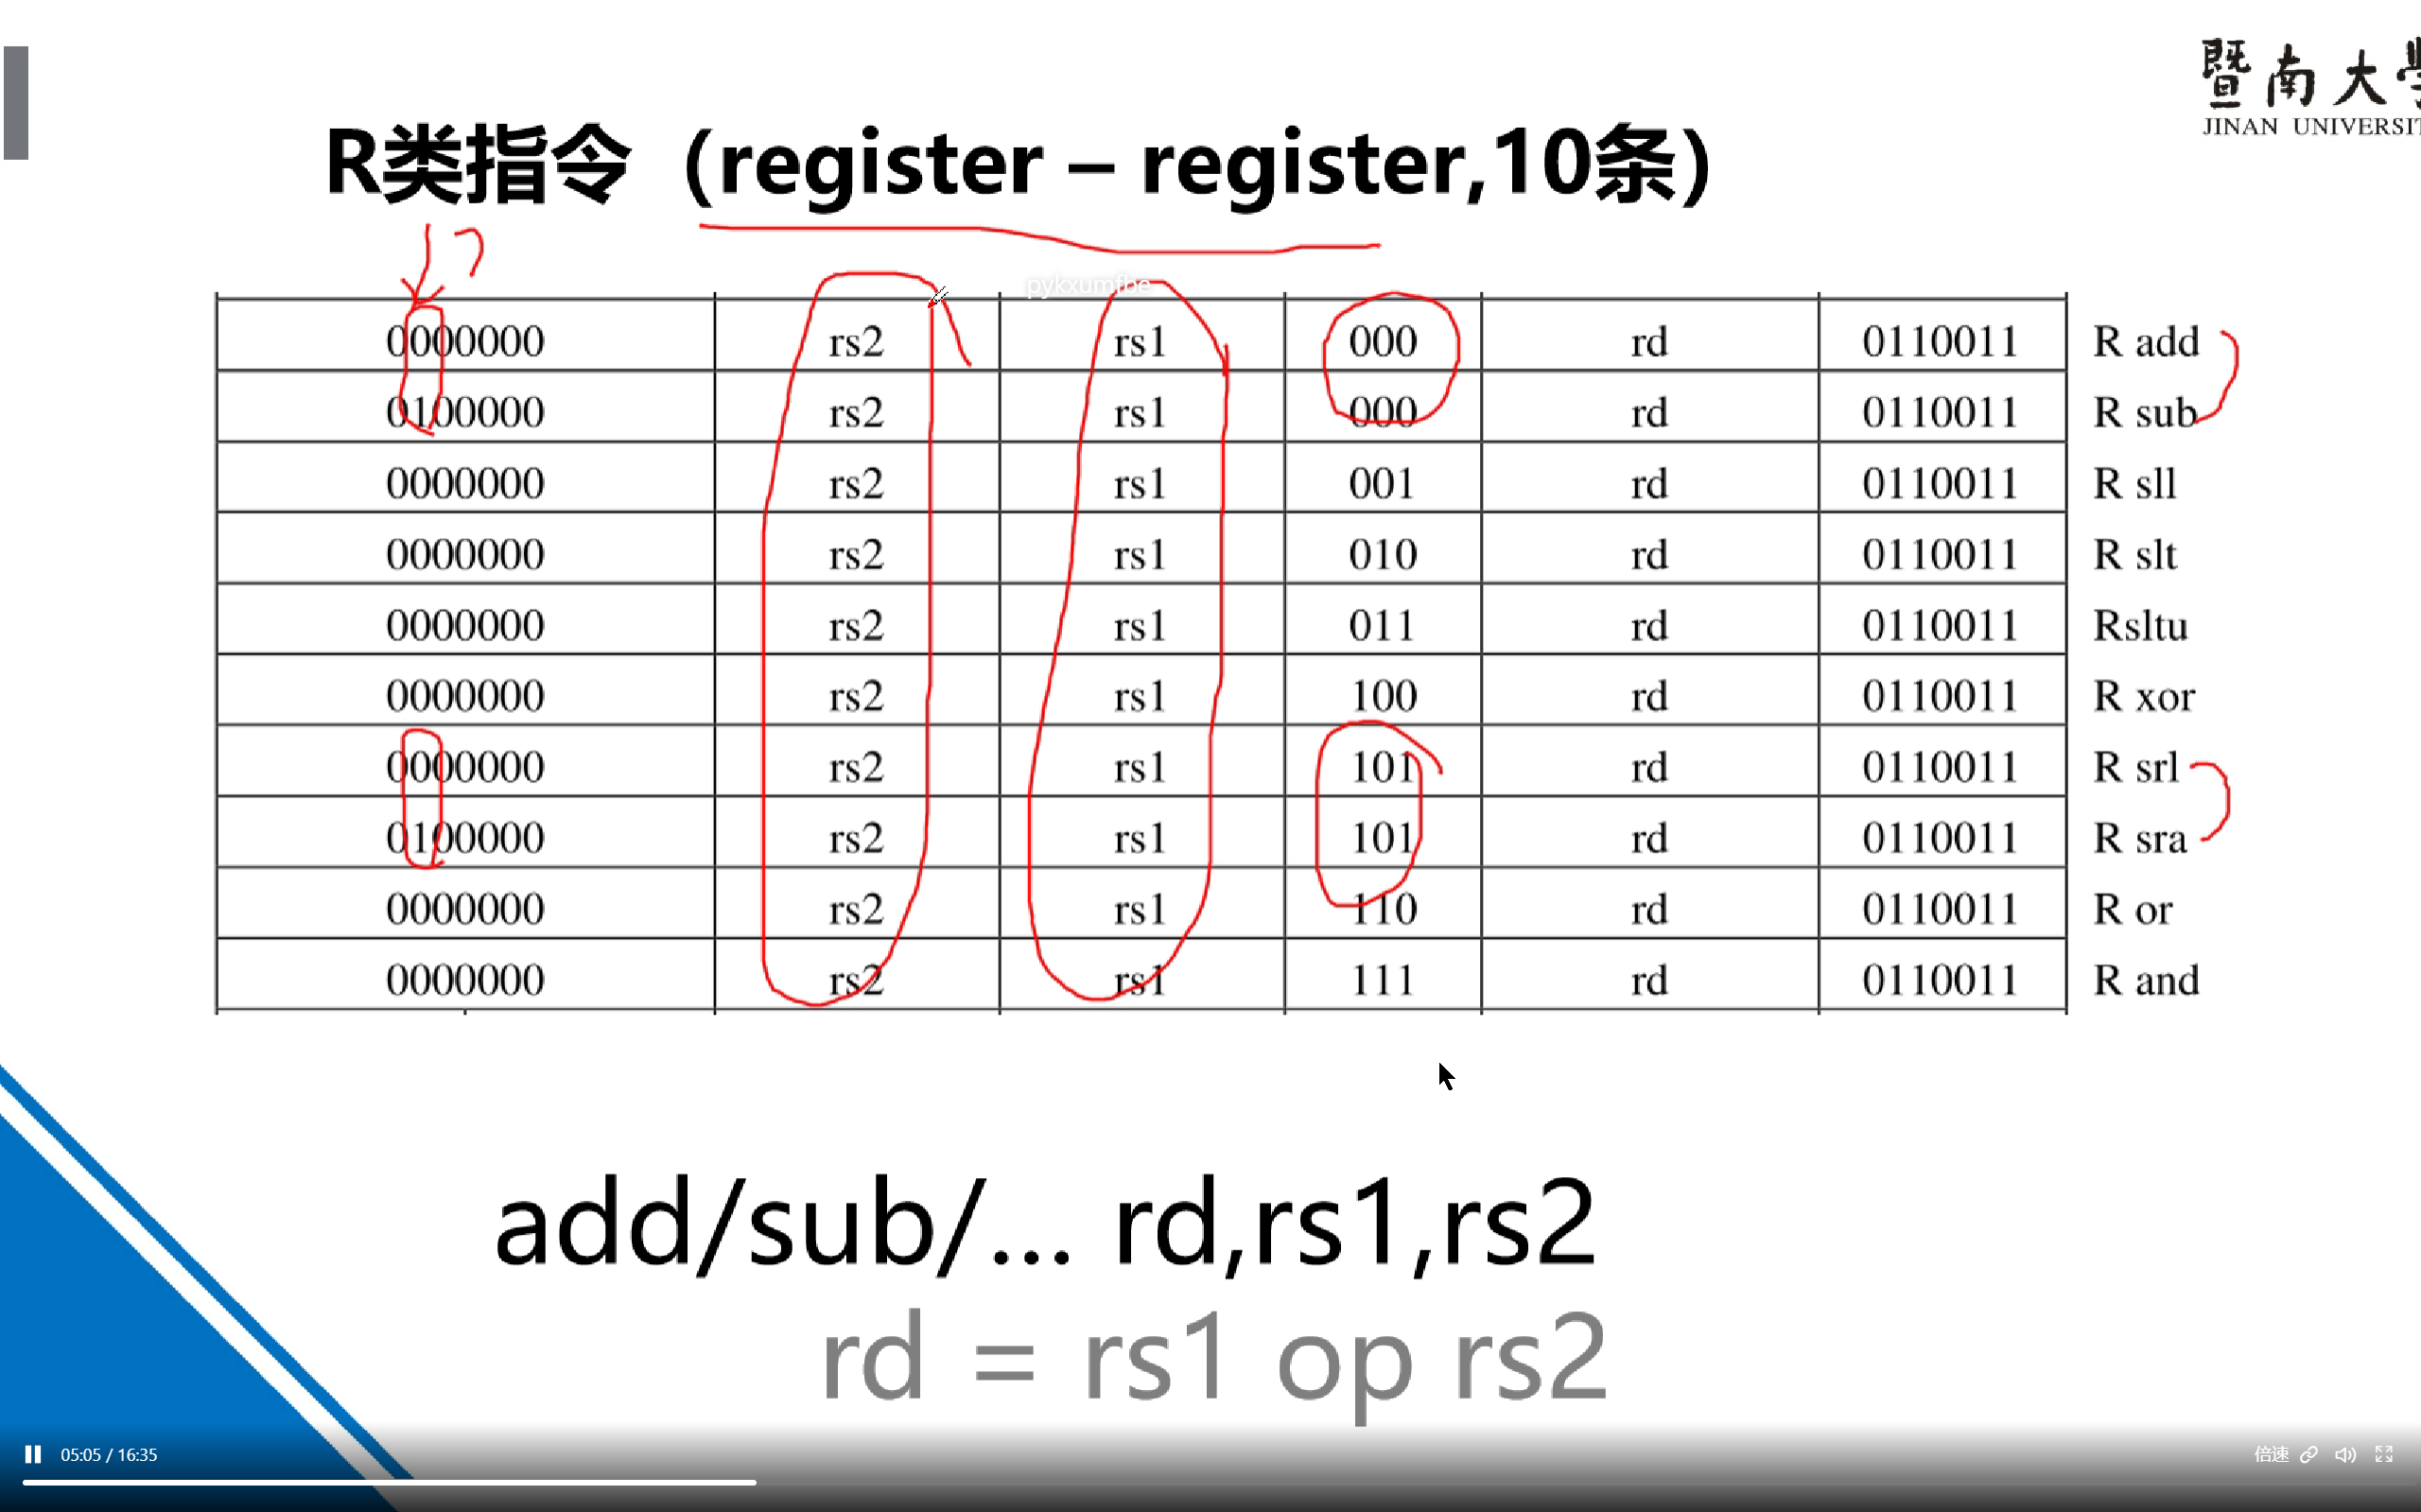 暨南大學
JINAN UNIVERSIT
R类指令（register – register,10条）
pykxumfbe
0000000 rs2 rs1 000 rd 0110011 R add
0100000 rs2 rs1 000 rd 0110011 R sub
0000000 rs2 rs1 001 rd 0110011 R sll
0000000 rs2 rs1 010 rd 0110011 R slt
0000000 rs2 rs1 011 rd 0110011 Rsltu
0000000 rs2 rs1 100 rd 0110011 R xor
0000000 rs2 rs1 101 rd 0110011 R srl
0100000 rs2 rs1 101 rd 0110011 R sra
0000000 rs2 rs1 110 rd 0110011 R or
0000000 rs2 rs1 111 rd 0110011 R and
add/sub/... rd,rs1,rs2
rd = rs1 op rs2
05:05 / 16:35
倍速